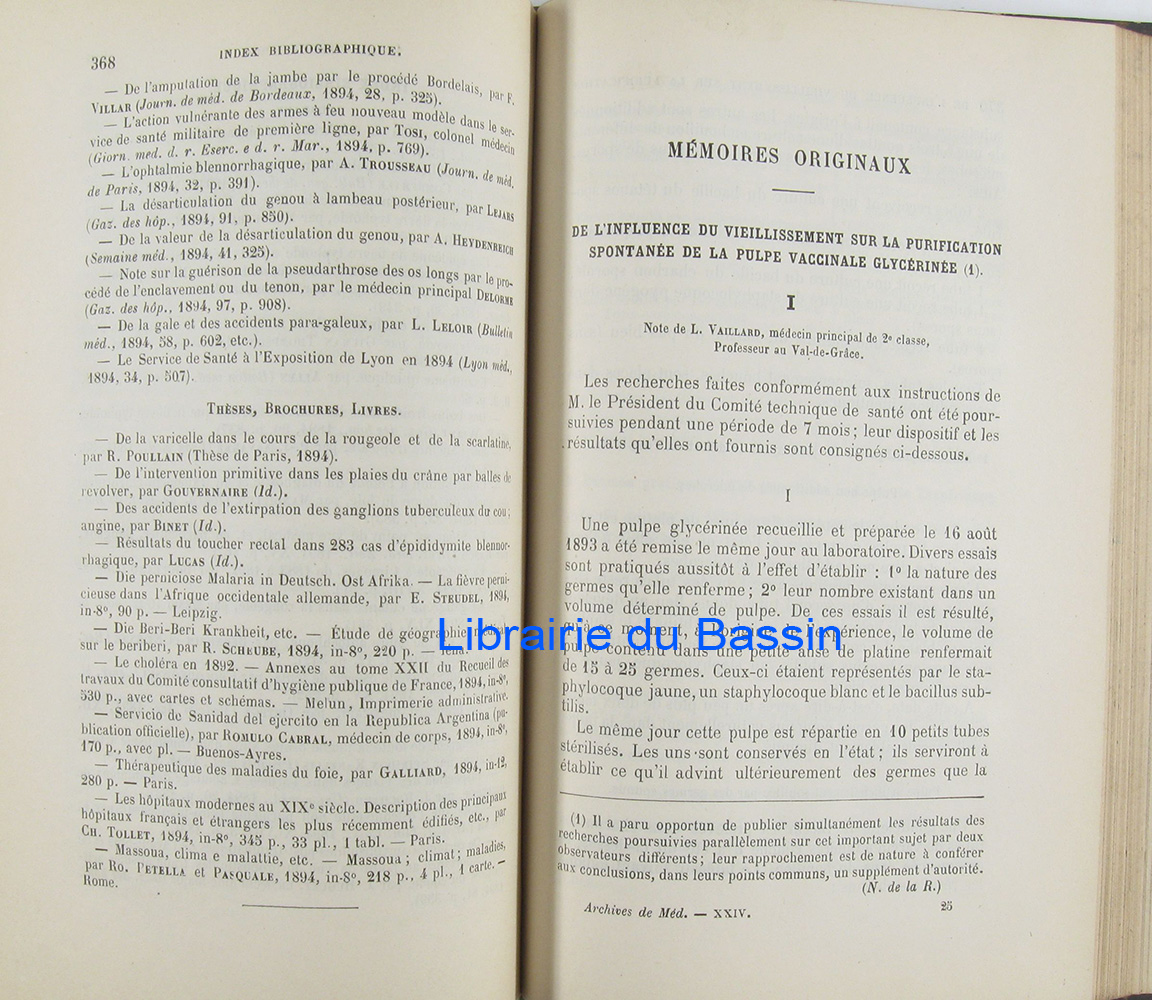 368 INDEX BIBLIOGRAPHIQUE.
— De l'amputation de la jambe par le procédé Bordelais, par F.
VILLAR (Journ. de méd. de Bordeaux, 1894, 28, p. 325).
— L'action vulnérante des armes à feu nouveau modèle dans le ser-
vice de santé militaire de première ligne, par TOSI, colonel médecin
(Giorn. med. d. r. Eserc. e d. r. Mar., 1894, p. 769).
— L'ophtalmie blennorrhagique, par A. TROUSSEAU (Journ. de méd.
de Paris, 1894, 32, p. 391).
— La désarticulation du genou à lambeau postérieur, par LEJARS
(Gaz. des hôp., 1894, 91, p. 850).
— De la valeur de la désarticulation du genou, par A. HEYDENREICH
(Semaine méd., 1894, 41, 325).
— Note sur la guérison de la pseudarthrose des os longs par le pro-
cédé de l'enclavement ou du tenon, par le médecin principal DELORME
(Gaz. des hôp., 1894, 97, p. 908).
— De la gale et des accidents para-galeux, par L. LELOIR (Bulletin
méd., 1894, 58, p. 602, etc.).
— Le Service de Santé à l'Exposition de Lyon en 1894 (Lyon méd.,
1894, 34, p. 507).
THÈSES, BROCHURES, LIVRES.
— De la varicelle dans le cours de la rougeole et de la scarlatine,
par R. POULLAIN (Thèse de Paris, 1894).
— De l'intervention primitive dans les plaies du crâne par balles de
revolver, par GOUVERNAIRE (Id.).
— Des accidents de l'extirpation des ganglions tuberculeux du cou;
angine, par BINET (Id.).
— Résultats du toucher rectal dans 283 cas d'épididymite blennor-
rhagique, par LUCAS (Id.).
— Die perniciose Malaria in Deutsch. Ost Afrika. — La fièvre perni-
cieuse dans l'Afrique occidentale allemande, par E. STEUDEL, 1894,
in-8°, 90 p. — Leipzig.
— Die Beri-Beri Krankheit, etc. — Étude de géographie médicale
sur le beriberi, par R. SCHEUBE, 1894, in-8°, 220 p. — Iéna.
— Le choléra en 1892. — Annexes au tome XXII du Recueil des
travaux du Comité consultatif d'hygiène publique de France, 1894, in-8°,
530 p., avec cartes et schémas. — Melun, Imprimerie administrative.
— Servicio de Sanidad del ejercito en la Republica Argentina (pu-
blication officielle), par ROMULO CABRAL, médecin de corps, 1894, in-8°,
170 p., avec pl. — Buenos-Ayres.
— Thérapeutique des maladies du foie, par GALLIARD, 1894, in-12,
280 p. — Paris.
— Les hôpitaux modernes au XIXe siècle. Description des principaux
hôpitaux français et étrangers les plus récemment édifiés, etc., par
CH. TOLLET, 1894, in-8°, 345 p., 33 pl., 1 tabl. — Paris.
— Massoua, clima e malattie, etc. — Massoua; climat; maladies,
par RO. PETELLA et PASQUALE, 1894, in-8°, 218 p., 4 pl., 1 carte. —
Rome.
MÉMOIRES ORIGINAUX
DE L'INFLUENCE DU VIEILLISSEMENT SUR LA PURIFICATION
SPONTANÉE DE LA PULPE VACCINALE GLYCÉRINÉE (1).
I
Note de L. VAILLARD, médecin principal de 2e classe,
Professeur au Val-de-Grâce.
Les recherches faites conformément aux instructions de
M. le Président du Comité technique de santé ont été pour-
suivies pendant une période de 7 mois; leur dispositif et les
résultats qu'elles ont fournis sont consignés ci-dessous.
I
Une pulpe glycérinée recueillie et préparée le 16 août
1893 a été remise le même jour au laboratoire. Divers essais
sont pratiqués aussitôt à l'effet d'établir : 1° la nature des
germes qu'elle renferme; 2° leur nombre existant dans un
volume déterminé de pulpe. De ces essais il est résulté,
qu'à ce moment, à l'origine de l'expérience, le volume de
pulpe contenu dans une petite anse de platine renfermait
de 15 à 25 germes. Ceux-ci étaient représentés par le sta-
phylocoque jaune, un staphylocoque blanc et le bacillus sub-
tilis.
Le même jour cette pulpe est répartie en 10 petits tubes
stérilisés. Les uns sont conservés en l'état; ils serviront à
établir ce qu'il advint ultérieurement des germes que la
(1) Il a paru opportun de publier simultanément les résultats des
recherches poursuivies parallèlement sur cet important sujet par deux
observateurs différents; leur rapprochement est de nature à conférer
aux conclusions, dans leurs points communs, un supplément d'autorité.
(N. de la R.)
Archives de Méd. — XXIV. 25
Librairie du Bassin